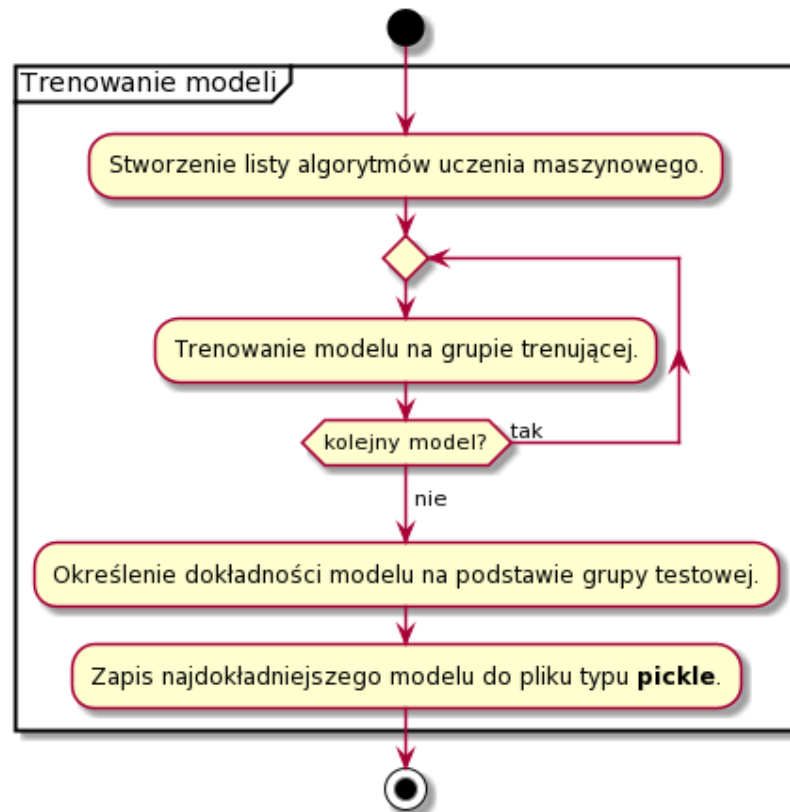 Trenowanie modeli
Stworzenie listy algorytmów uczenia maszynowego.
Trenowanie modelu na grupie trenującej.
kolejny model?
tak
nie
Określenie dokładności modelu na podstawie grupy testowej.
Zapis najdokładniejszego modelu do pliku typu pickle.